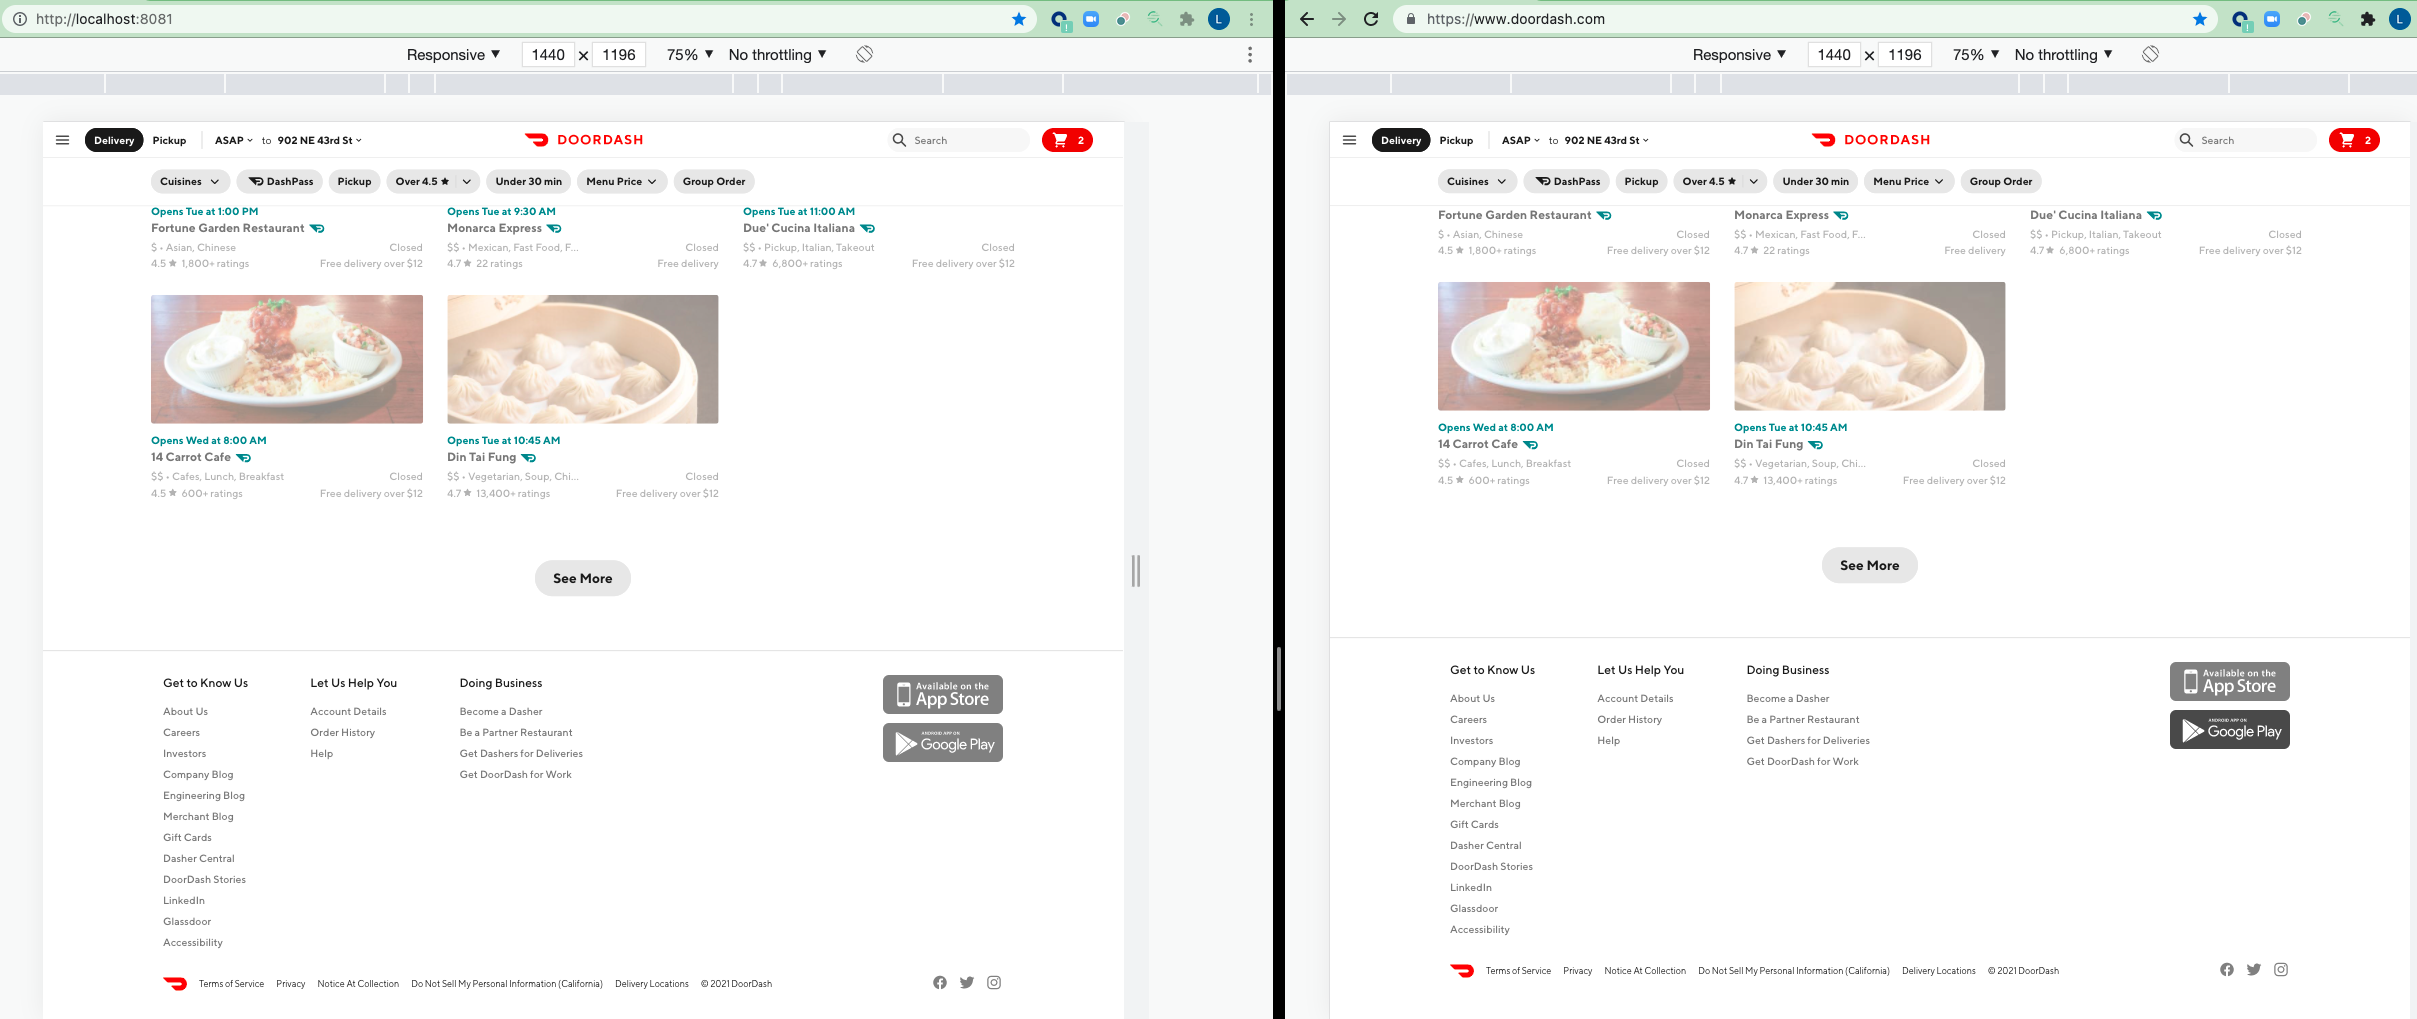 http://localhost:8081
L
Responsive ▼ 1440 × 1196 75% ▼ No throttling ▼
Delivery Pickup ASAP to 902 NE 43rd St DOORDASH Search 2
Cuisines DashPass Pickup Over 4.5 ★ Under 30 min Menu Price Group Order
Opens Tue at 1:00 PM Opens Tue at 9:30 AM Opens Tue at 11:00 AM
Fortune Garden Restaurant Monarca Express Due' Cucina Italiana
$ • Asian, Chinese Closed $$ • Mexican, Fast Food, F... Closed $$ • Pickup, Italian, Takeout Closed
4.5 ★ 1,800+ ratings Free delivery over $12 4.7 ★ 22 ratings Free delivery 4.7 ★ 6,800+ ratings Free delivery over $12
Opens Wed at 8:00 AM Opens Tue at 10:45 AM
14 Carrot Cafe Din Tai Fung
$$ • Cafes, Lunch, Breakfast Closed $$ • Vegetarian, Soup, Chi... Closed
4.5 ★ 600+ ratings Free delivery over $12 4.7 ★ 13,400+ ratings Free delivery over $12
See More
Get to Know Us
About Us
Careers
Investors
Company Blog
Engineering Blog
Merchant Blog
Gift Cards
Dasher Central
DoorDash Stories
LinkedIn
Glassdoor
Accessibility
Let Us Help You
Account Details
Order History
Help
Doing Business
Become a Dasher
Be a Partner Restaurant
Get Dashers for Deliveries
Get DoorDash for Work
Available on the
App Store
ANDROID APP ON
Google Play
Terms of Service Privacy Notice At Collection Do Not Sell My Personal Information (California) Delivery Locations © 2021 DoorDash
https://www.doordash.com
L
Responsive ▼ 1440 × 1196 75% ▼ No throttling ▼
Delivery Pickup ASAP to 902 NE 43rd St DOORDASH Search 2
Cuisines DashPass Pickup Over 4.5 ★ Under 30 min Menu Price Group Order
Fortune Garden Restaurant Monarca Express Due' Cucina Italiana
$ • Asian, Chinese Closed $$ • Mexican, Fast Food, F... Closed $$ • Pickup, Italian, Takeout Closed
4.5 ★ 1,800+ ratings Free delivery over $12 4.7 ★ 22 ratings Free delivery 4.7 ★ 6,800+ ratings Free delivery over $12
Opens Wed at 8:00 AM Opens Tue at 10:45 AM
14 Carrot Cafe Din Tai Fung
$$ • Cafes, Lunch, Breakfast Closed $$ • Vegetarian, Soup, Chi... Closed
4.5 ★ 600+ ratings Free delivery over $12 4.7 ★ 13,400+ ratings Free delivery over $12
See More
Get to Know Us
About Us
Careers
Investors
Company Blog
Engineering Blog
Merchant Blog
Gift Cards
Dasher Central
DoorDash Stories
LinkedIn
Glassdoor
Accessibility
Let Us Help You
Account Details
Order History
Help
Doing Business
Become a Dasher
Be a Partner Restaurant
Get Dashers for Deliveries
Get DoorDash for Work
Available on the
App Store
ANDROID APP ON
Google Play
Terms of Service Privacy Notice At Collection Do Not Sell My Personal Information (California) Delivery Locations © 2021 DoorDash